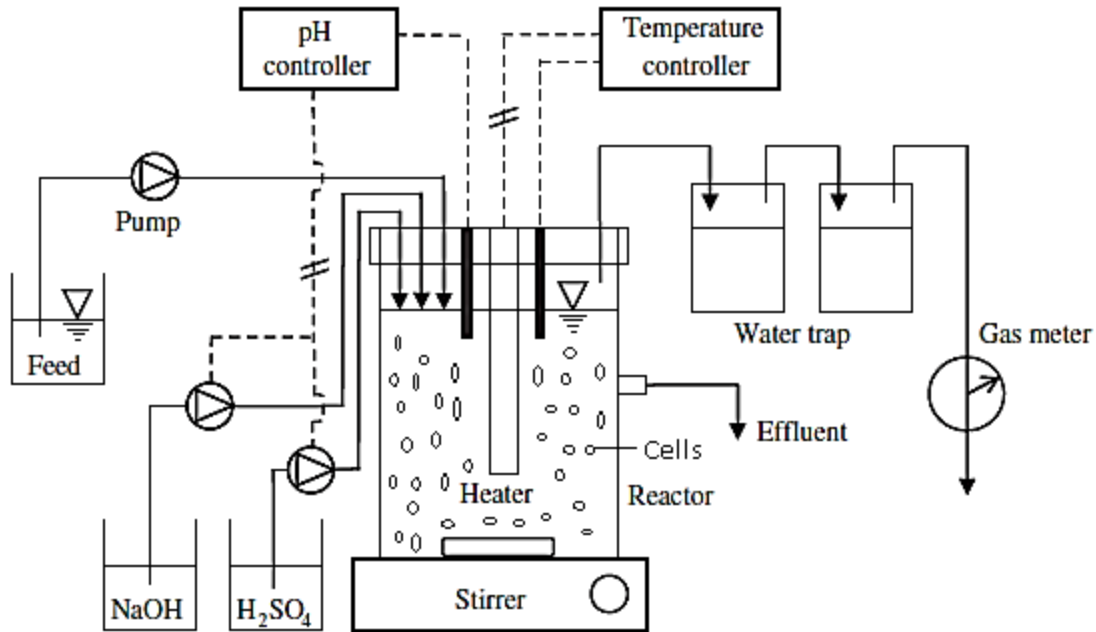 pH
controller
Temperature
controller
Pump
Feed
Water trap
Gas meter
Effluent
Cells
Heater
Reactor
NaOH
H₂SO₄
Stirrer